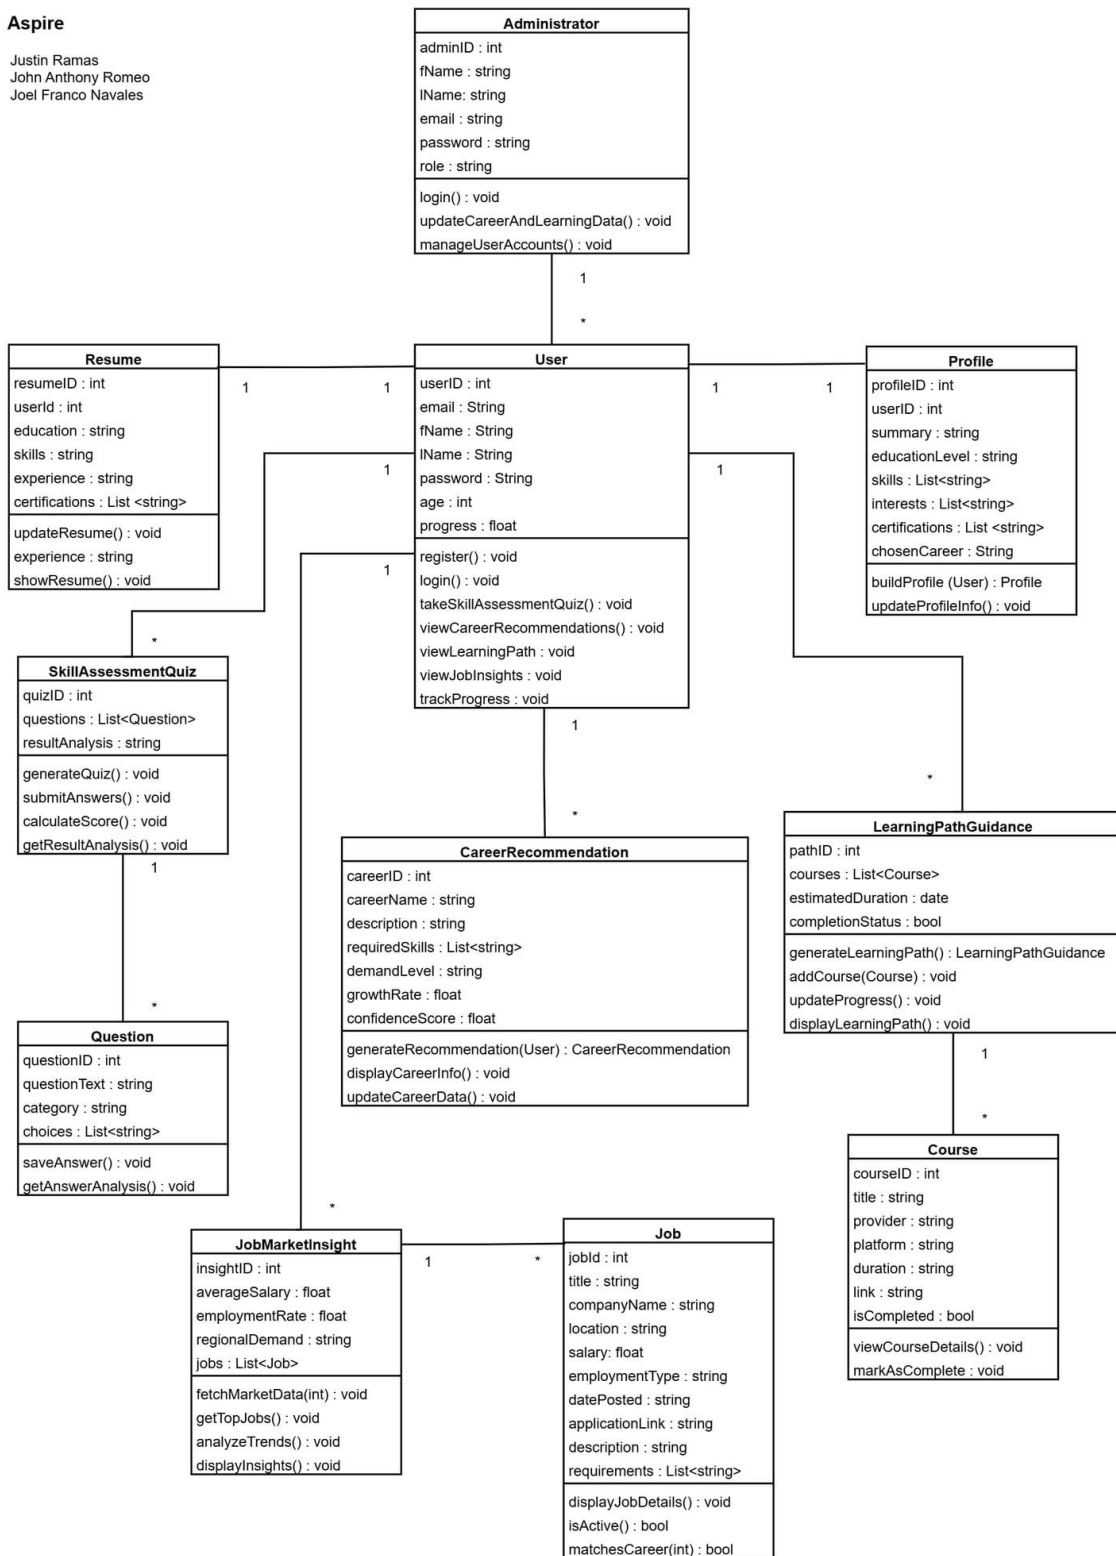 Aspire
Justin Ramas
John Anthony Romeo
Joel Franco Navales
Administrator
adminID : int
fName : string
lName: string
email : string
password : string
role : string
login() : void
updateCareerAndLearningData() : void
manageUserAccounts() : void
1
*
Resume
resumeID : int
userId : int
education : string
skills : string
experience : string
certifications : List <string>
updateResume() : void
experience : string
showResume() : void
1
1
User
userID : int
email : String
fName : String
lName : String
password : String
age : int
progress : float
register() : void
login() : void
takeSkillAssessmentQuiz() : void
viewCareerRecommendations() : void
viewLearningPath : void
viewJobInsights : void
trackProgress : void
1
1
Profile
profileID : int
userID : int
summary : string
educationLevel : string
skills : List<string>
interests : List<string>
certifications : List <string>
chosenCareer : String
buildProfile (User) : Profile
updateProfileInfo() : void
1
1
1
*
SkillAssessmentQuiz
quizID : int
questions : List<Question>
resultAnalysis : string
generateQuiz() : void
submitAnswers() : void
calculateScore() : void
getResultAnalysis() : void
1
*
1
*
CareerRecommendation
careerID : int
careerName : string
description : string
requiredSkills : List<string>
demandLevel : string
growthRate : float
confidenceScore : float
generateRecommendation(User) : CareerRecommendation
displayCareerInfo() : void
updateCareerData() : void
*
LearningPathGuidance
pathID : int
courses : List<Course>
estimatedDuration : date
completionStatus : bool
generateLearningPath() : LearningPathGuidance
addCourse(Course) : void
updateProgress() : void
displayLearningPath() : void
1
*
Question
questionID : int
questionText : string
category : string
choices : List<string>
saveAnswer() : void
getAnswerAnalysis() : void
Course
courseID : int
title : string
provider : string
platform : string
duration : string
link : string
isCompleted : bool
viewCourseDetails() : void
markAsComplete : void
*
JobMarketInsight
insightID : int
averageSalary : float
employmentRate : float
regionalDemand : string
jobs : List<Job>
fetchMarketData(int) : void
getTopJobs() : void
analyzeTrends() : void
displayInsights() : void
1
*
Job
jobId : int
title : string
companyName : string
location : string
salary: float
employmentType : string
datePosted : string
applicationLink : string
description : string
requirements : List<string>
displayJobDetails() : void
isActive() : bool
matchesCareer(int) : bool